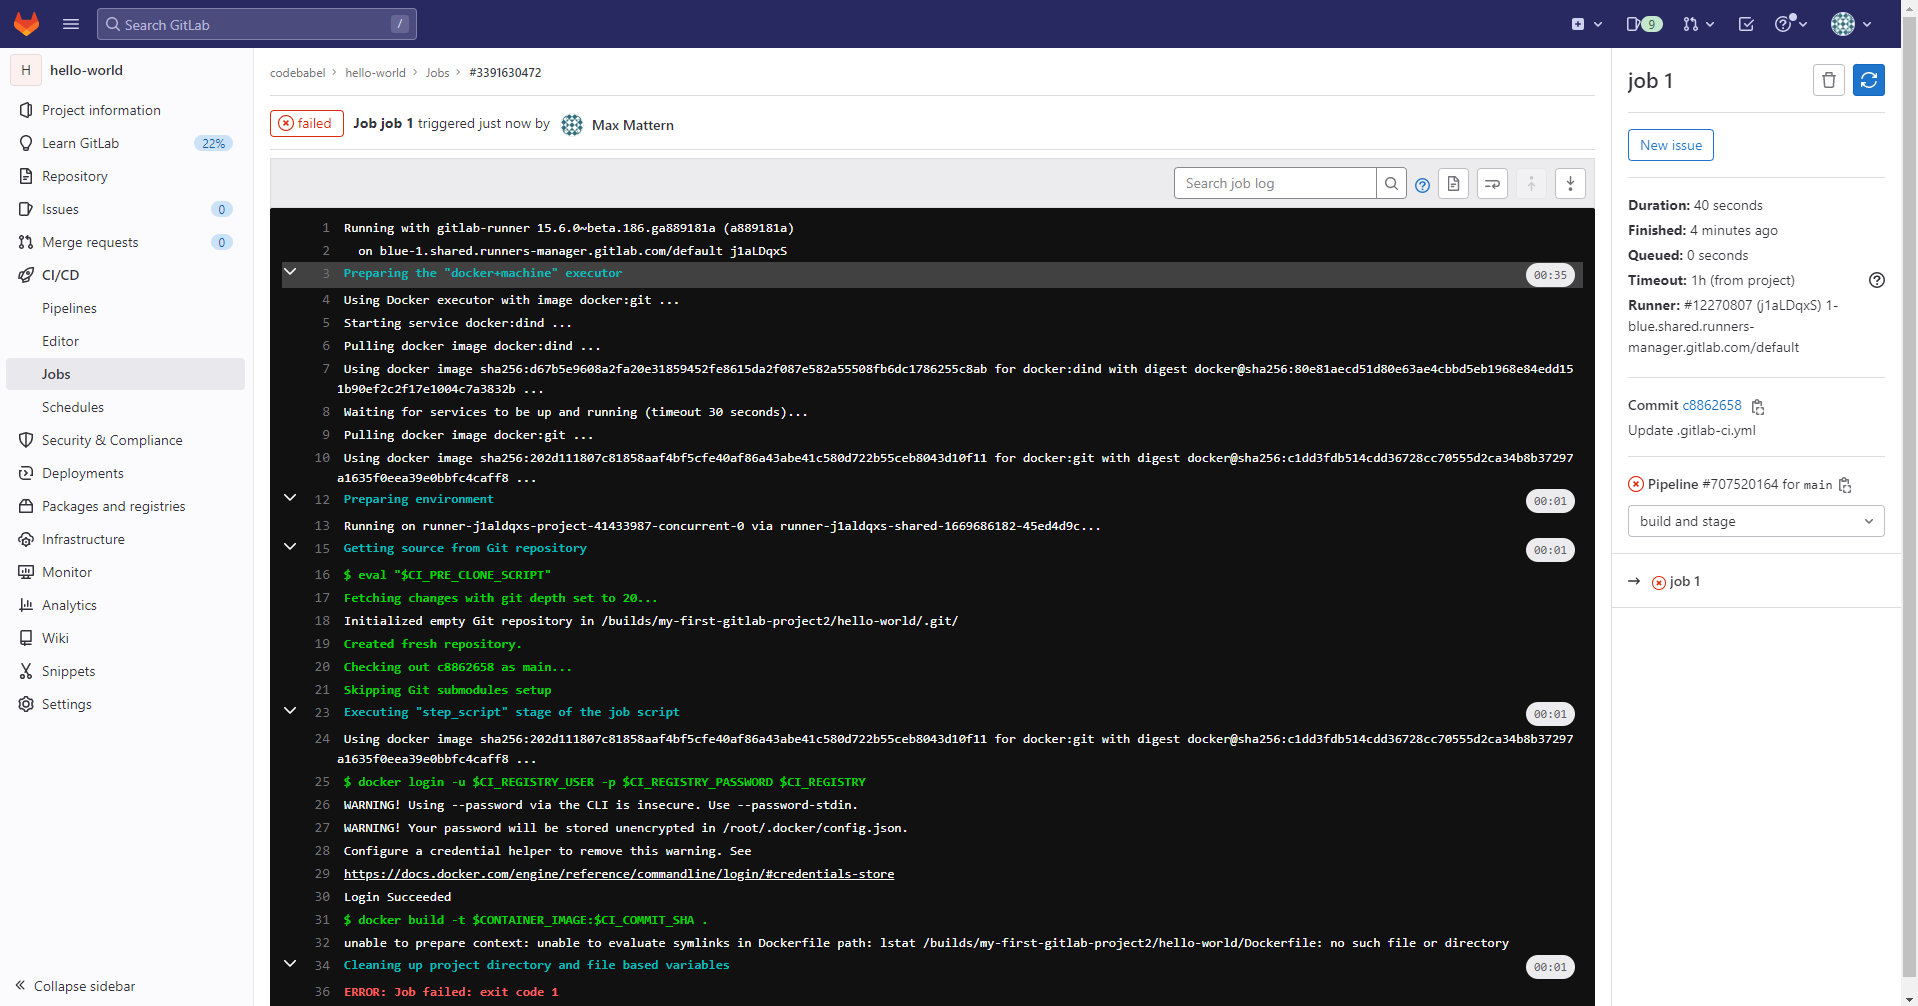 Search GitLab
/
9
H
hello-world
Project information
Learn GitLab
22%
Repository
Issues
0
Merge requests
0
CI/CD
Pipelines
Editor
Jobs
Schedules
Security & Compliance
Deployments
Packages and registries
Infrastructure
Monitor
Analytics
Wiki
Snippets
Settings
Collapse sidebar
codebabel > hello-world > Jobs > #3391630472
failed
Job job 1 triggered just now by Max Mattern
Search job log
1 Running with gitlab-runner 15.6.0~beta.186.ga889181a (a889181a)
2 on blue-1.shared.runners-manager.gitlab.com/default j1aLDqxS
3 Preparing the "docker+machine" executor
00:35
4 Using Docker executor with image docker:git ...
5 Starting service docker:dind ...
6 Pulling docker image docker:dind ...
7 Using docker image sha256:d67b5e9608a2fa20e31859452fe8615da2f087e582a55508fb6dc1786255c8ab for docker:dind with digest docker@sha256:80e81aecd51d80e63ae4cbbd5eb1968e84edd15
1b90ef2c2f17e1004c7a3832b ...
8 Waiting for services to be up and running (timeout 30 seconds)...
9 Pulling docker image docker:git ...
10 Using docker image sha256:202d111807c81858aaf4bf5cfe40af86a43abe41c580d722b55ceb8043d10f11 for docker:git with digest docker@sha256:c1dd3fdb514cdd36728cc70555d2ca34b8b37297
a1635f0eea39e0bbfc4caff8 ...
12 Preparing environment
00:01
13 Running on runner-j1aldqxs-project-41433987-concurrent-0 via runner-j1aldqxs-shared-1669686182-45ed4d9c...
15 Getting source from Git repository
00:01
16 $ eval "$CI_PRE_CLONE_SCRIPT"
17 Fetching changes with git depth set to 20...
18 Initialized empty Git repository in /builds/my-first-gitlab-project2/hello-world/.git/
19 Created fresh repository.
20 Checking out c8862658 as main...
21 Skipping Git submodules setup
23 Executing "step_script" stage of the job script
00:01
24 Using docker image sha256:202d111807c81858aaf4bf5cfe40af86a43abe41c580d722b55ceb8043d10f11 for docker:git with digest docker@sha256:c1dd3fdb514cdd36728cc70555d2ca34b8b37297
a1635f0eea39e0bbfc4caff8 ...
25 $ docker login -u $CI_REGISTRY_USER -p $CI_REGISTRY_PASSWORD $CI_REGISTRY
26 WARNING! Using --password via the CLI is insecure. Use --password-stdin.
27 WARNING! Your password will be stored unencrypted in /root/.docker/config.json.
28 Configure a credential helper to remove this warning. See
29 https://docs.docker.com/engine/reference/commandline/login/#credentials-store
30 Login Succeeded
31 $ docker build -t $CONTAINER_IMAGE:$CI_COMMIT_SHA .
32 unable to prepare context: unable to evaluate symlinks in Dockerfile path: lstat /builds/my-first-gitlab-project2/hello-world/Dockerfile: no such file or directory
34 Cleaning up project directory and file based variables
00:01
36 ERROR: Job failed: exit code 1
job 1
New issue
Duration: 40 seconds
Finished: 4 minutes ago
Queued: 0 seconds
Timeout: 1h (from project)
Runner: #12270807 (j1aLDqxS) 1-
blue.shared.runners-
manager.gitlab.com/default
Commit c8862658
Update .gitlab-ci.yml
Pipeline #707520164 for main
build and stage
→ job 1